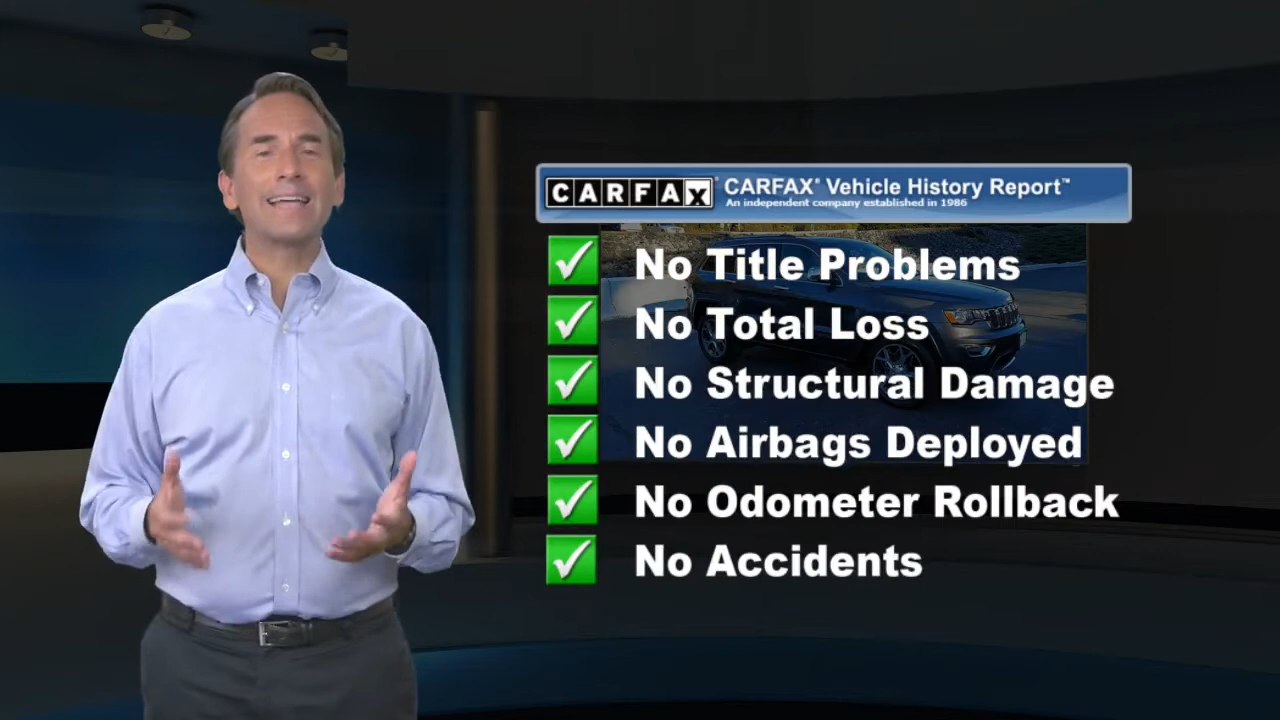 CARFAX® CARFAX® Vehicle History Report™
An independent company established in 1986
No Title Problems
No Total Loss
No Structural Damage
No Airbags Deployed
No Odometer Rollback
No Accidents